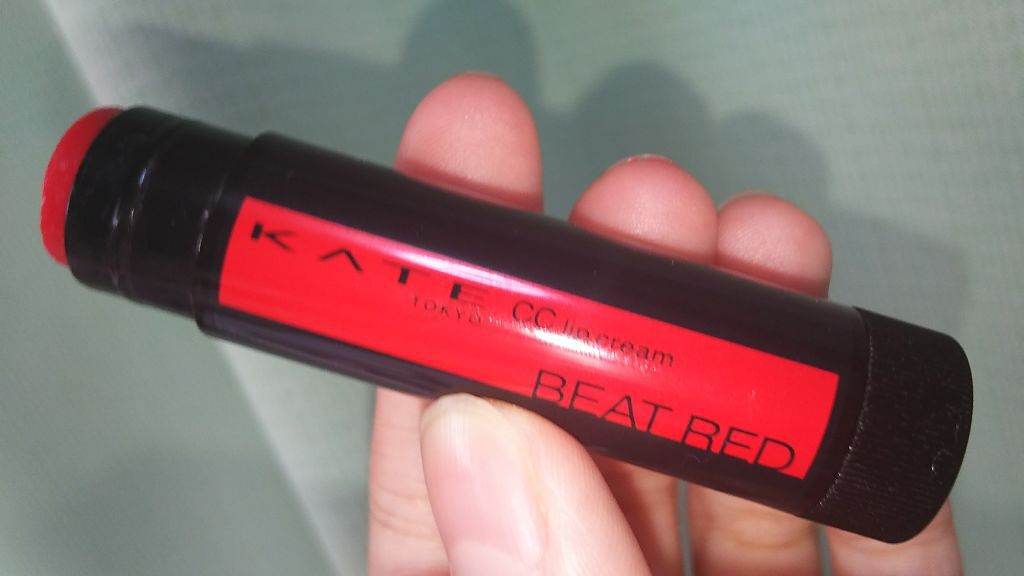 KATE
TOKYO
CC lip cream
BEAT RED